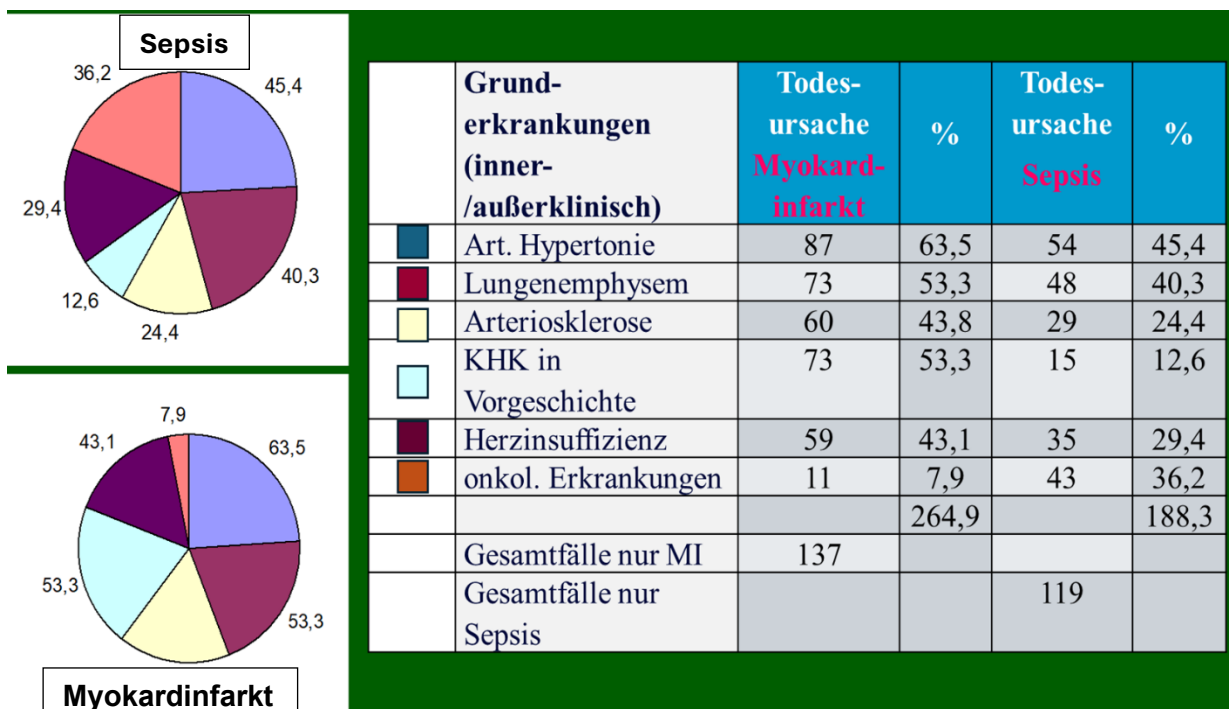 Sepsis
36,2
45,4
29,4
40,3
12,6
24,4
7,9
43,1
63,5
53,3
53,3
Myokardinfarkt
Grund-
erkrankungen
(inner-
/außerklinisch)
Todes-
ursache
Myokard-
infarkt
%
Todes-
ursache
Sepsis
%
Art. Hypertonie 87 63,5 54 45,4
Lungenemphysem 73 53,3 48 40,3
Arteriosklerose 60 43,8 29 24,4
KHK in 73 53,3 15 12,6
Vorgeschichte
Herzinsuffizienz 59 43,1 35 29,4
onkol. Erkrankungen 11 7,9 43 36,2
264,9 188,3
Gesamtfälle nur MI 137
Gesamtfälle nur 119
Sepsis